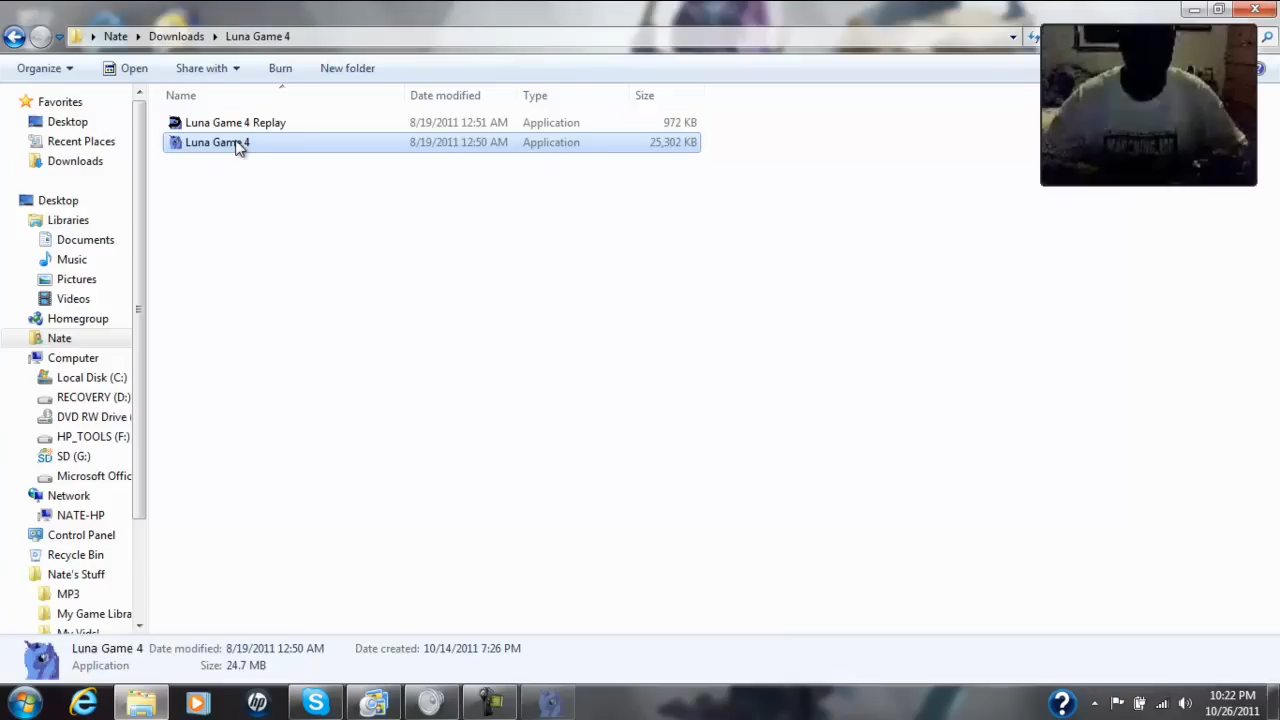 Nate Downloads Luna Game 4
Organize Open Share with Burn New folder
Name Date modified Type Size
Luna Game 4 Replay 8/19/2011 12:51 AM Application 972 KB
Luna Game 4 8/19/2011 12:50 AM Application 25,302 KB
Favorites
Desktop
Recent Places
Downloads
Desktop
Libraries
Documents
Music
Pictures
Videos
Homegroup
Nate
Computer
Local Disk (C:)
RECOVERY (D:)
DVD RW Drive (
HP_TOOLS (F:)
SD (G:)
Microsoft Offic
Network
NATE-HP
Control Panel
Recycle Bin
Nate's Stuff
MP3
My Game Libra
My Vids!
Luna Game 4 Date modified: 8/19/2011 12:50 AM Date created: 10/14/2011 7:26 PM
Application Size: 24.7 MB
10:22 PM
10/26/2011